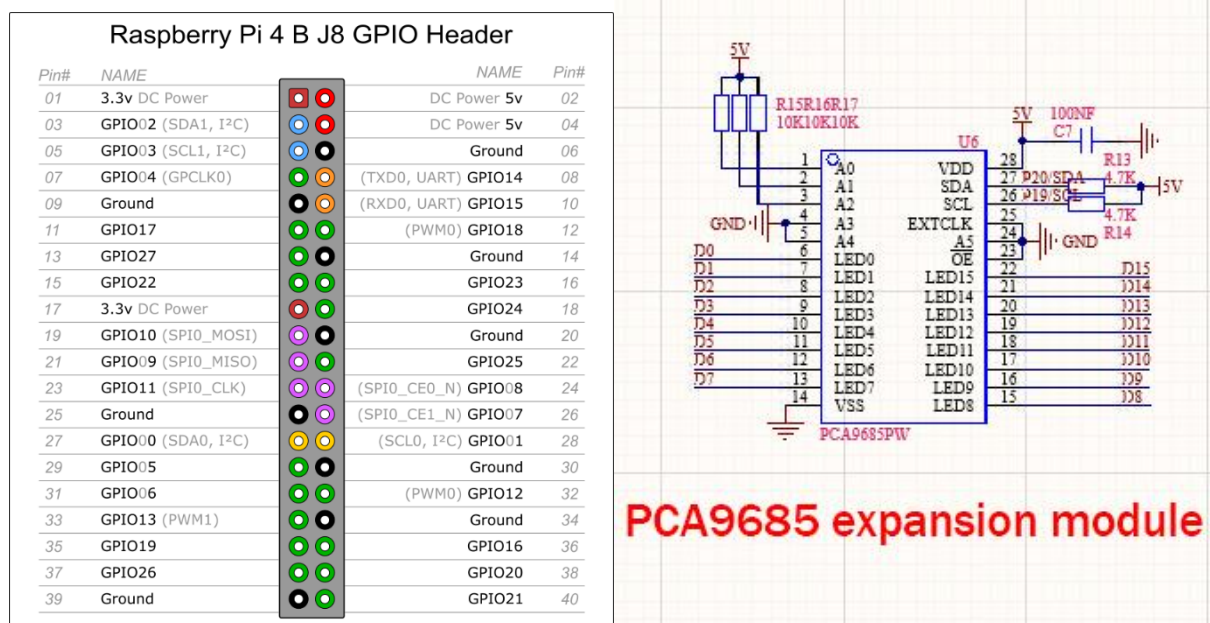 Raspberry Pi 4 B J8 GPIO Header
Pin# NAME NAME Pin#
01 3.3v DC Power DC Power 5v 02
03 GPIO02 (SDA1, I²C) DC Power 5v 04
05 GPIO03 (SCL1, I²C) Ground 06
07 GPIO04 (GPCLK0) (TXD0, UART) GPIO14 08
09 Ground (RXD0, UART) GPIO15 10
11 GPIO17 (PWM0) GPIO18 12
13 GPIO27 Ground 14
15 GPIO22 GPIO23 16
17 3.3v DC Power GPIO24 18
19 GPIO10 (SPI0_MOSI) Ground 20
21 GPIO09 (SPI0_MISO) GPIO25 22
23 GPIO11 (SPI0_CLK) (SPI0_CE0_N) GPIO08 24
25 Ground (SPI0_CE1_N) GPIO07 26
27 GPIO00 (SDA0, I²C) (SCL0, I²C) GPIO01 28
29 GPIO05 Ground 30
31 GPIO06 (PWM0) GPIO12 32
33 GPIO13 (PWM1) Ground 34
35 GPIO19 GPIO16 36
37 GPIO26 GPIO20 38
39 Ground GPIO21 40
5V
R15R16R17
10K10K10K
5V 100NF
C7
U6
R13
1 A0 VDD 28
2 A1 SDA 27 P20/SDA 4.7K 5V
3 A2 SCL 26 P19/SCL
4.7K
R14
GND 4 A3 EXTCLK 25
5 A4 A5 24 GND
D0 6 LED0 OE 23
D1 7 LED1 LED15 22 D15
D2 8 LED2 LED14 21 D14
D3 9 LED3 LED13 20 D13
D4 10 LED4 LED12 19 D12
D5 11 LED5 LED11 18 D11
D6 12 LED6 LED10 17 D10
D7 13 LED7 LED9 16 D9
14 VSS LED8 15 D8
PCA9685PW
PCA9685 expansion module